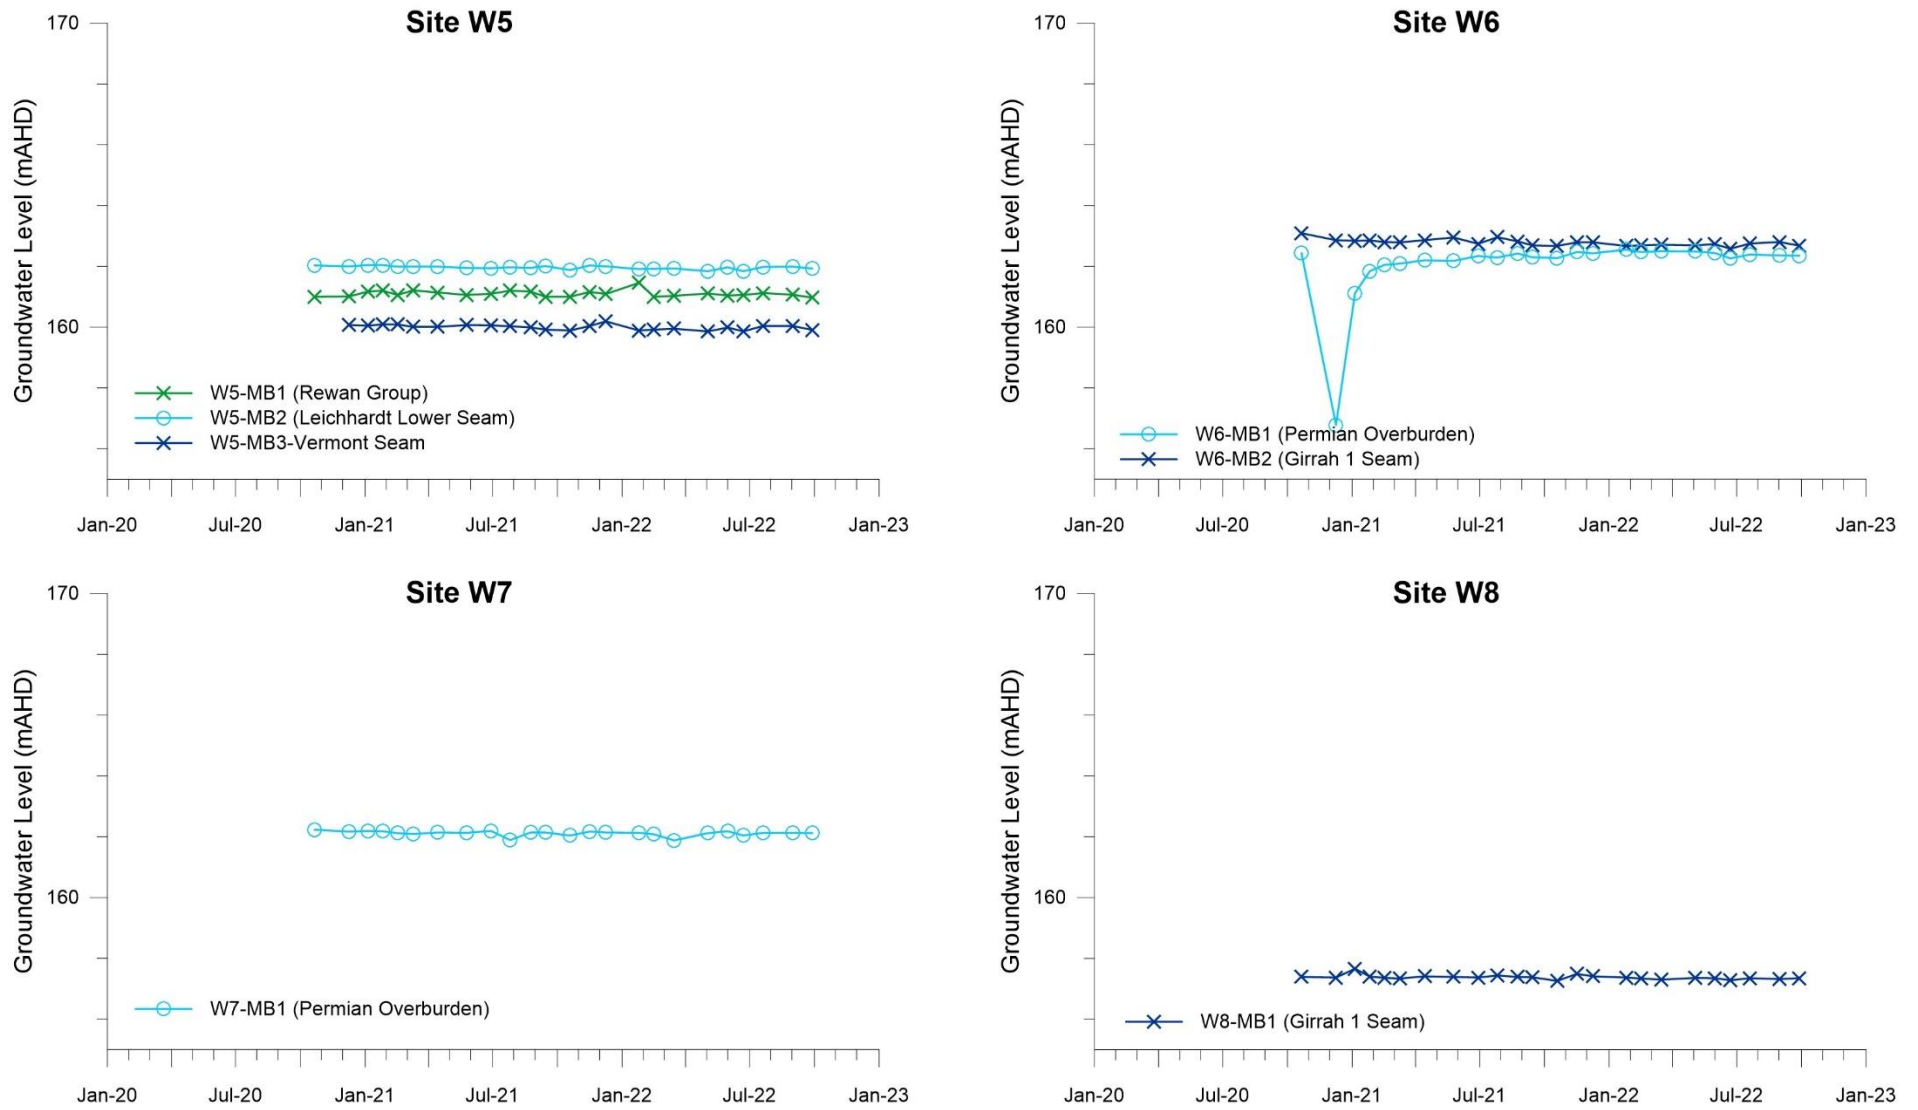 Site W5
170
160
Groundwater Level (mAHD)
W5-MB1 (Rewan Group)
W5-MB2 (Leichhardt Lower Seam)
W5-MB3-Vermont Seam
Jan-20 Jul-20 Jan-21 Jul-21 Jan-22 Jul-22 Jan-23
Site W6
170
160
Groundwater Level (mAHD)
W6-MB1 (Permian Overburden)
W6-MB2 (Girrah 1 Seam)
Jan-20 Jul-20 Jan-21 Jul-21 Jan-22 Jul-22 Jan-23
Site W7
170
160
Groundwater Level (mAHD)
W7-MB1 (Permian Overburden)
Jan-20 Jul-20 Jan-21 Jul-21 Jan-22 Jul-22 Jan-23
Site W8
170
160
Groundwater Level (mAHD)
W8-MB1 (Girrah 1 Seam)
Jan-20 Jul-20 Jan-21 Jul-21 Jan-22 Jul-22 Jan-23